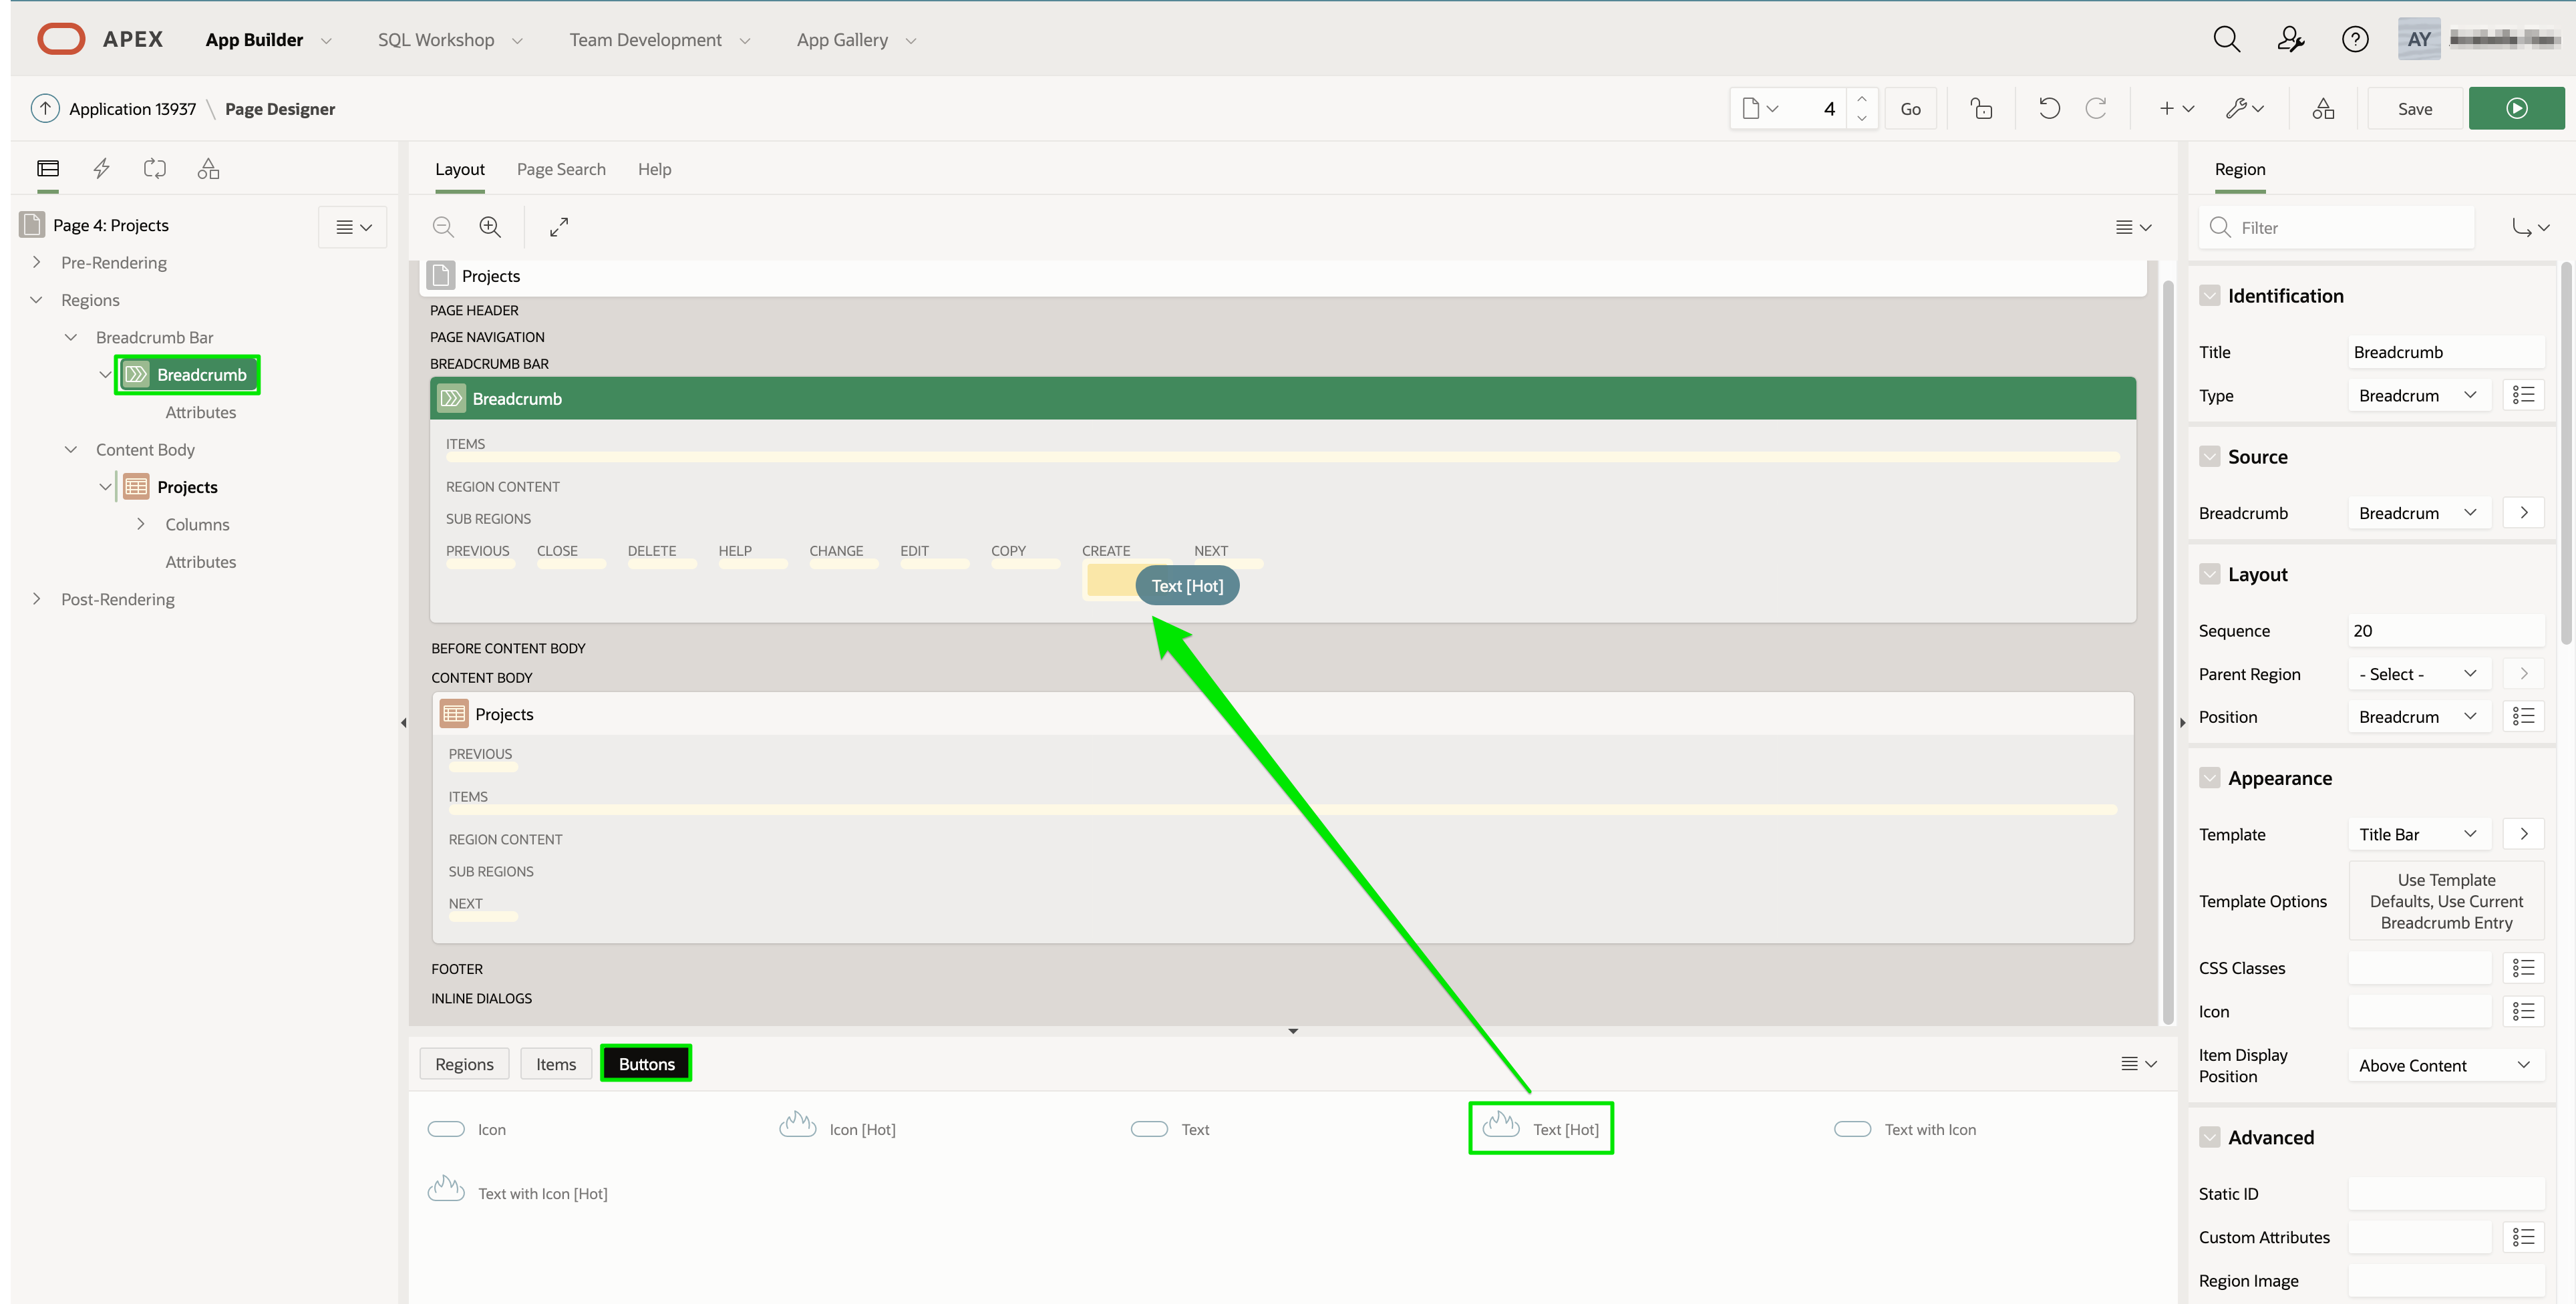 APEX App Builder SQL Workshop Team Development App Gallery AY
Application 13937 \ Page Designer 4 Go Save
Layout Page Search Help
Region
Page 4: Projects
Pre-Rendering
Regions
Breadcrumb Bar
Breadcrumb
Attributes
Content Body
Projects
Columns
Attributes
Post-Rendering
Projects
PAGE HEADER
PAGE NAVIGATION
BREADCRUMB BAR
Breadcrumb
ITEMS
REGION CONTENT
SUB REGIONS
PREVIOUS CLOSE DELETE HELP CHANGE EDIT COPY CREATE NEXT
Text [Hot]
BEFORE CONTENT BODY
CONTENT BODY
Projects
PREVIOUS
ITEMS
REGION CONTENT
SUB REGIONS
NEXT
FOOTER
INLINE DIALOGS
Regions Items Buttons
Icon Icon [Hot] Text Text [Hot] Text with Icon
Text with Icon [Hot]
Filter
Identification
Title Breadcrumb
Type Breadcrum
Source
Breadcrumb Breadcrum
Layout
Sequence 20
Parent Region - Select -
Position Breadcrum
Appearance
Template Title Bar
Template Options Use Template
Defaults, Use Current
Breadcrumb Entry
CSS Classes
Icon
Item Display
Position Above Content
Advanced
Static ID
Custom Attributes
Region Image